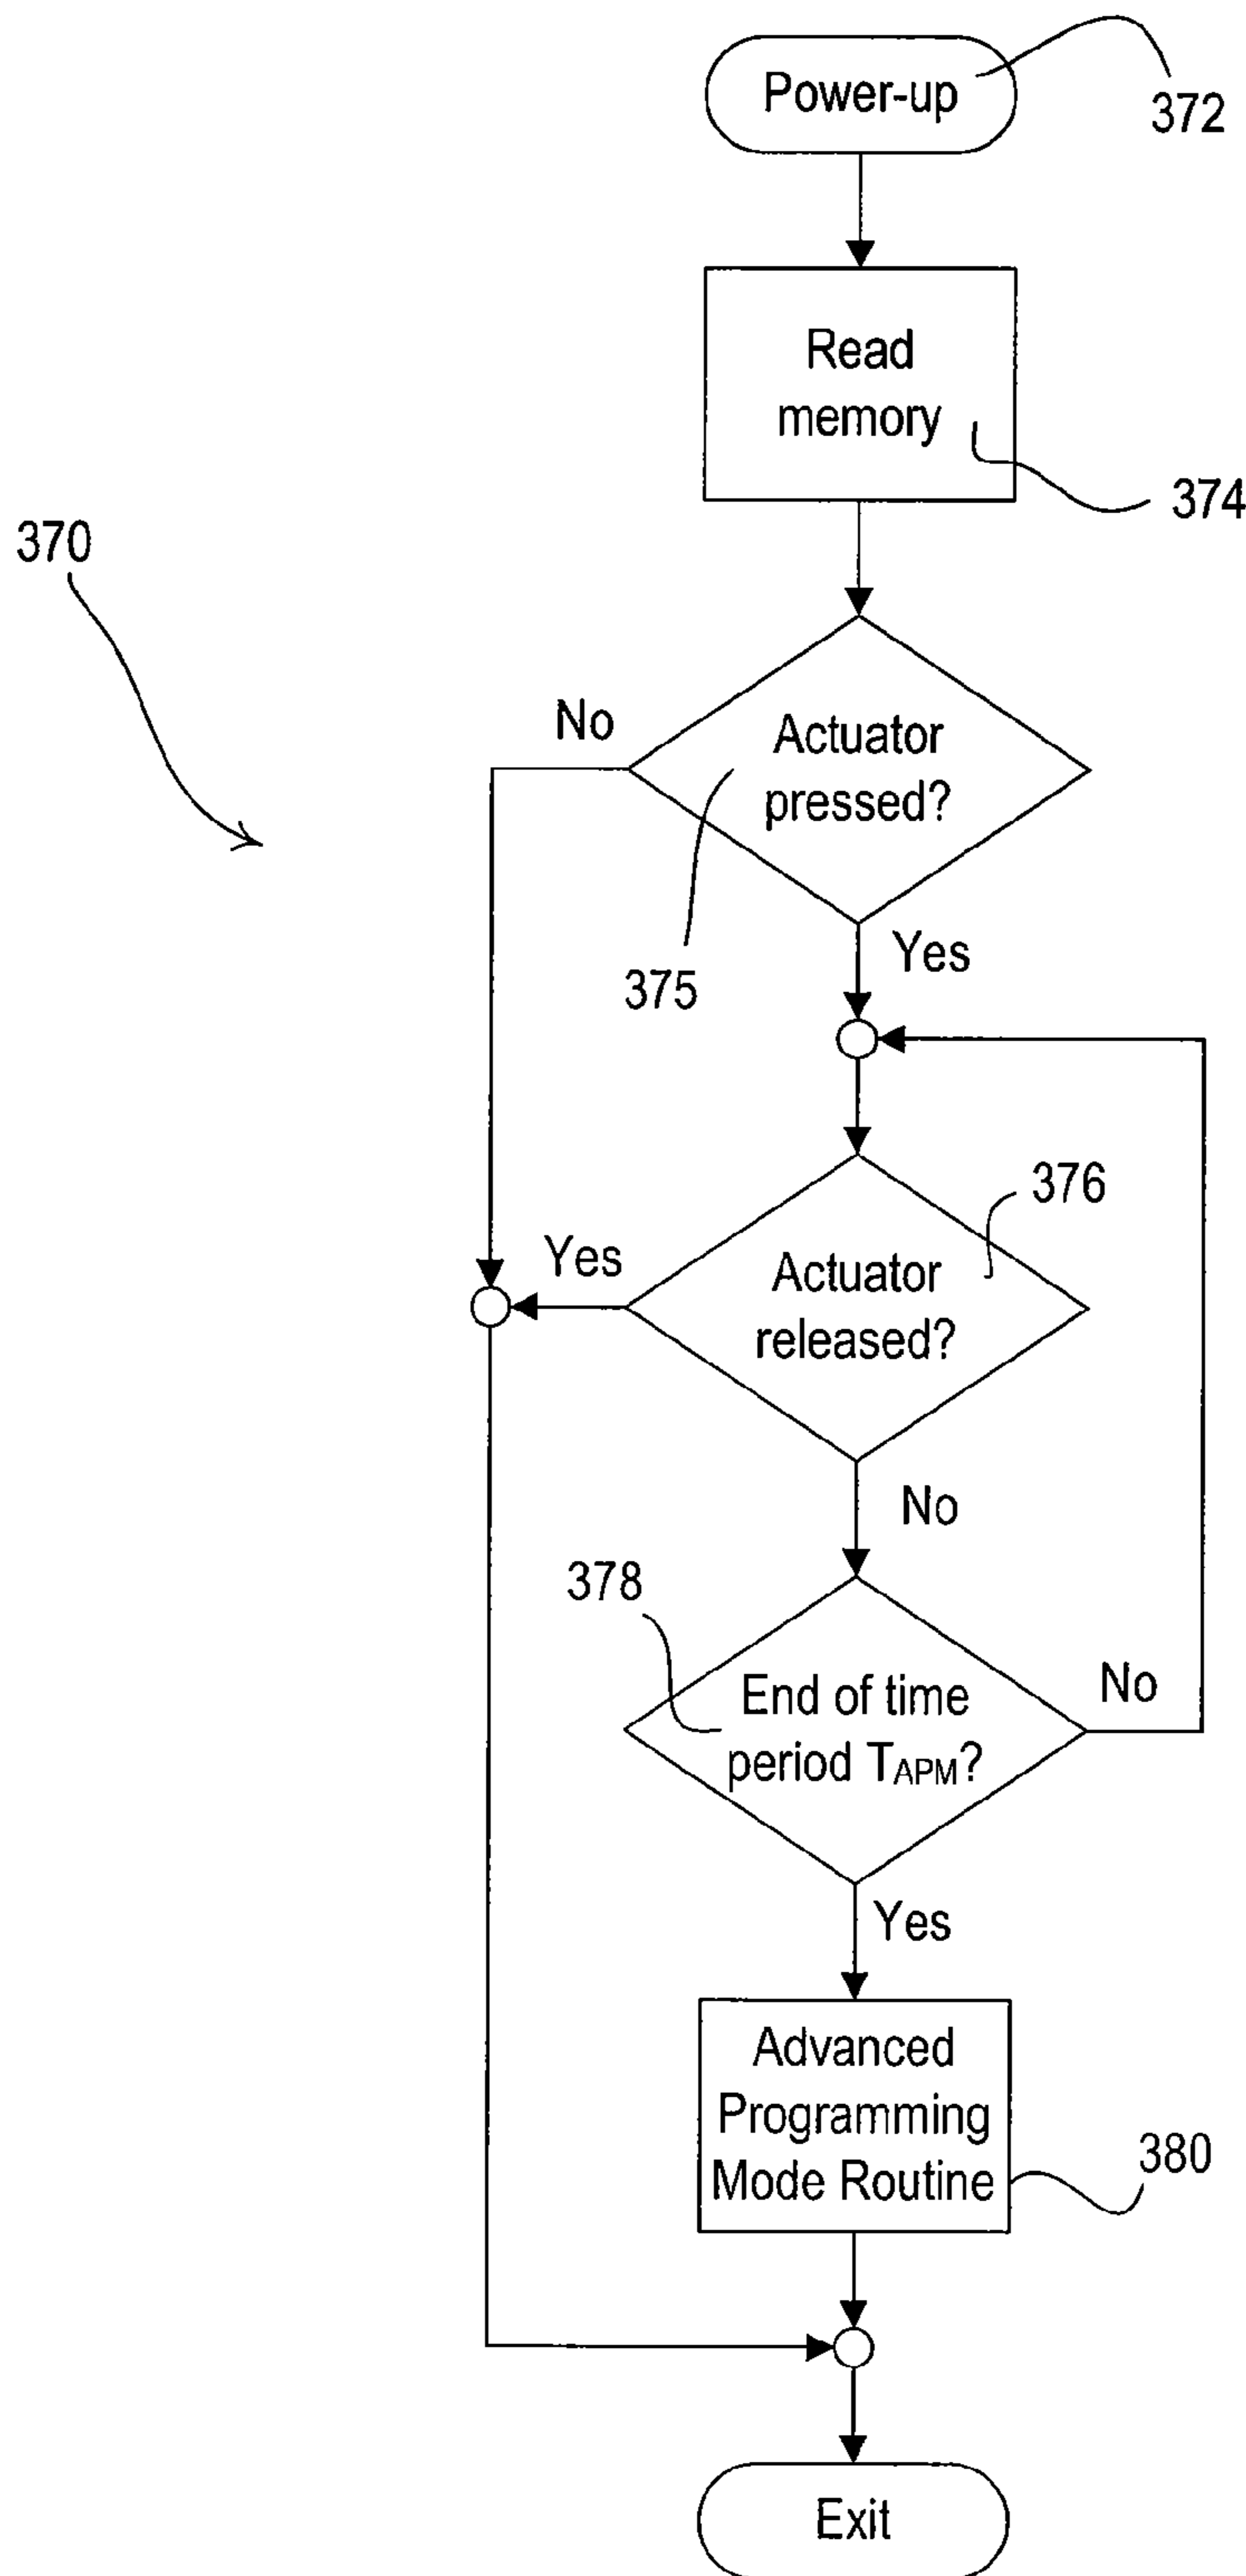 Power-up
372
Read
memory
374
370
No
Actuator
pressed?
375
Yes
376
Yes
Actuator
released?
No
378
End of time
period TAPM?
No
Yes
Advanced
Programming
Mode Routine
380
Exit